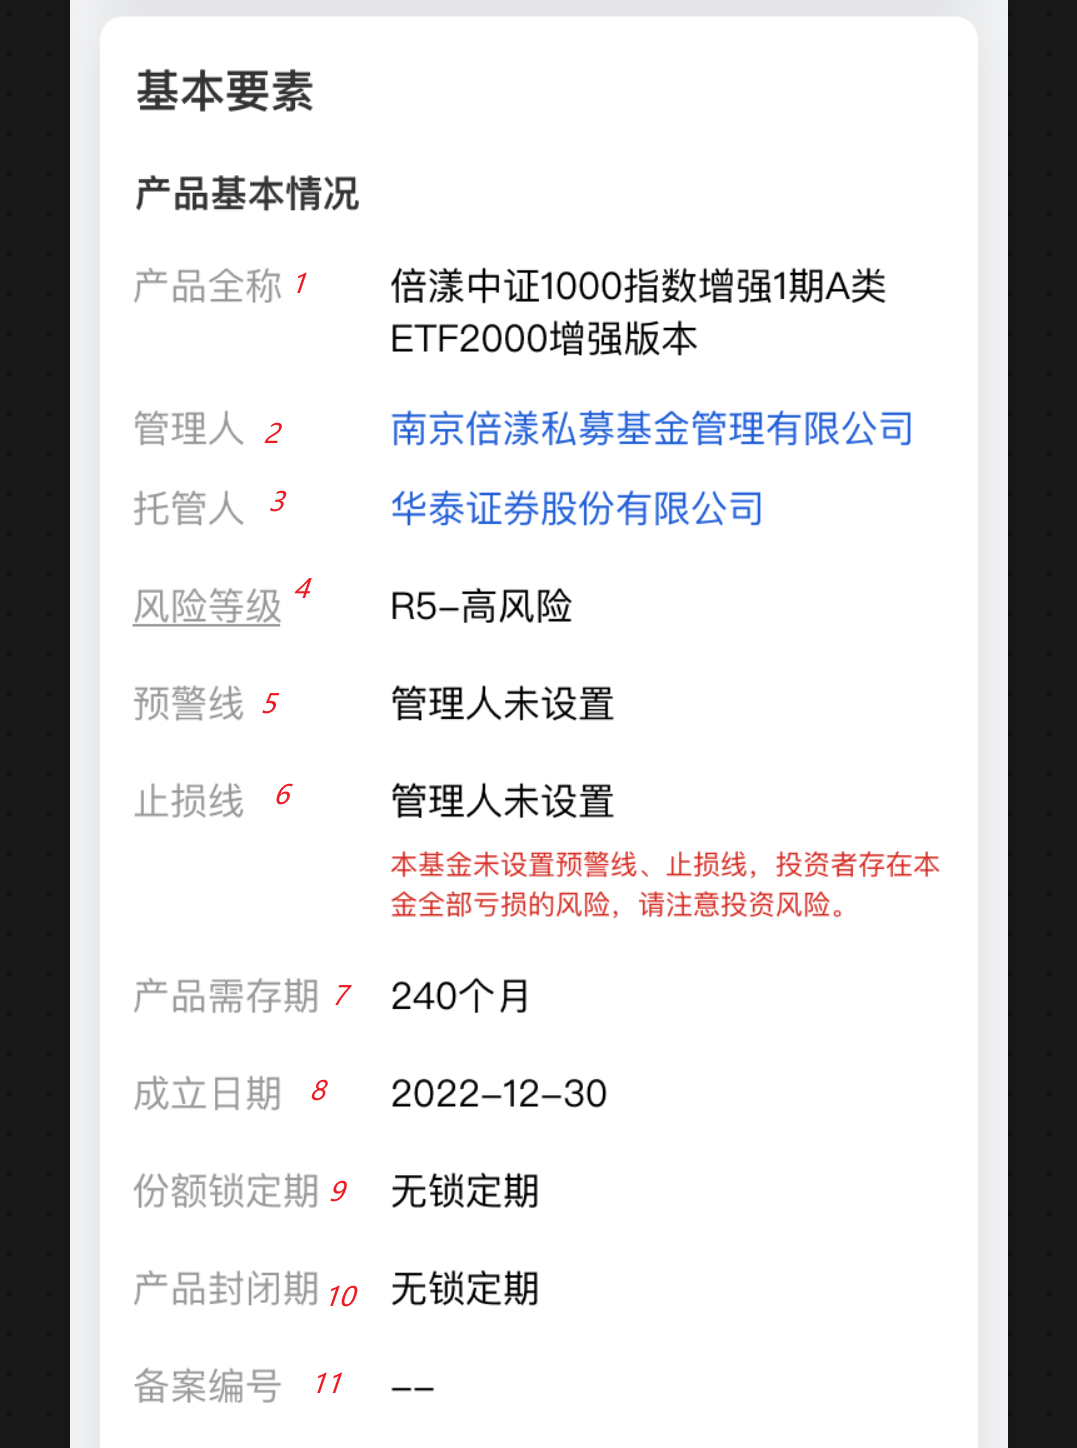 基本要素
产品基本情况
产品全称 1 倍漾中证1000指数增强1期A类
ETF2000增强版本
管理人 2 南京倍漾私募基金管理有限公司
托管人 3 华泰证券股份有限公司
风险等级 4 R5-高风险
预警线 5 管理人未设置
止损线 6 管理人未设置
本基金未设置预警线、止损线，投资者存在本
金全部亏损的风险，请注意投资风险。
产品需存期 7 240个月
成立日期 8 2022-12-30
份额锁定期 9 无锁定期
产品封闭期 10 无锁定期
备案编号 11 --